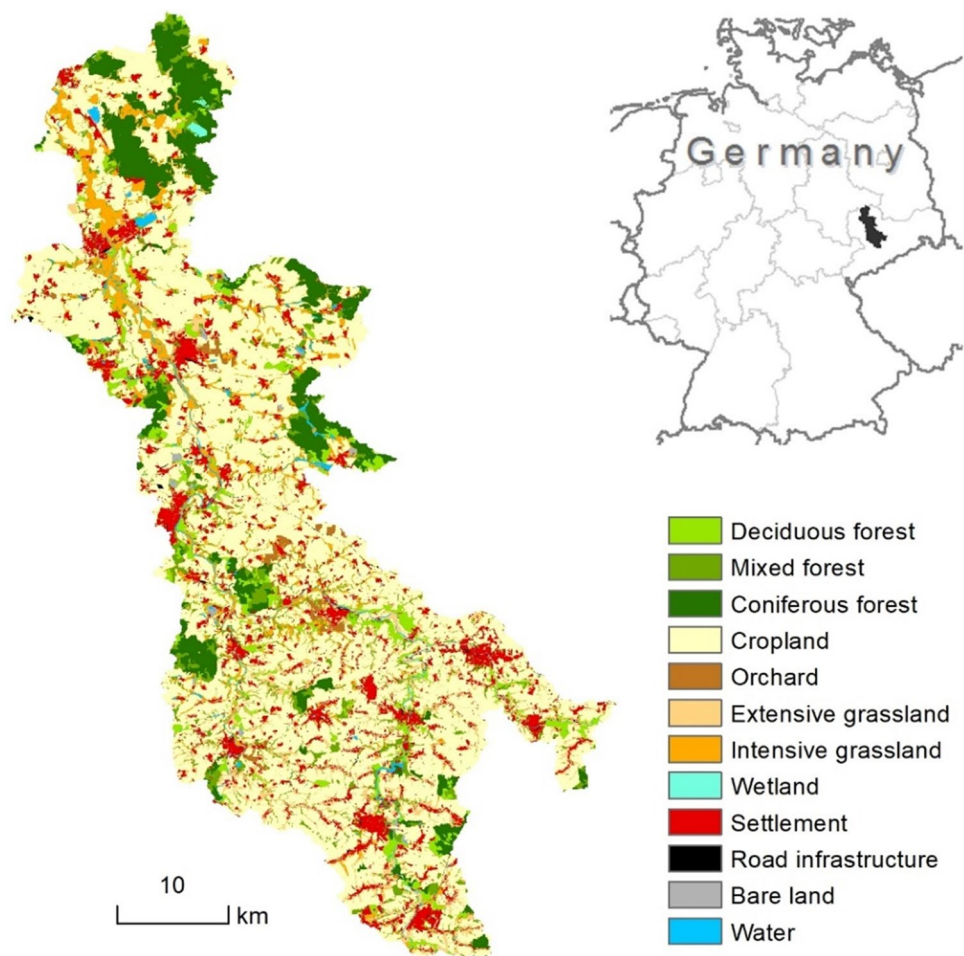 Germany
Deciduous forest
Mixed forest
Coniferous forest
Cropland
Orchard
Extensive grassland
Intensive grassland
Wetland
Settlement
Road infrastructure
Bare land
Water
10
km